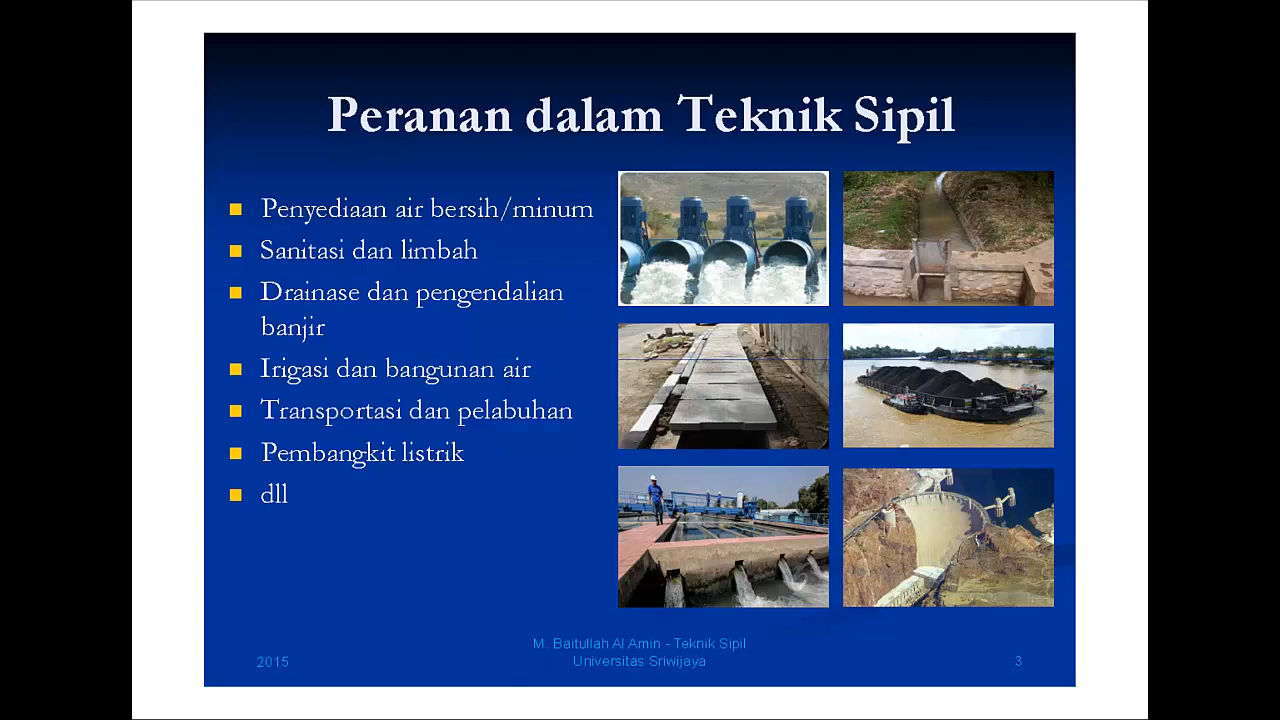 Peranan dalam Teknik Sipil
Penyediaan air bersih/minum
Sanitasi dan limbah
Drainase dan pengendalian
banjir
Irigasi dan bangunan air
Transportasi dan pelabuhan
Pembangkit listrik
dll
M. Baitullah Al Amin - Teknik Sipil
Universitas Sriwijaya
2015
3